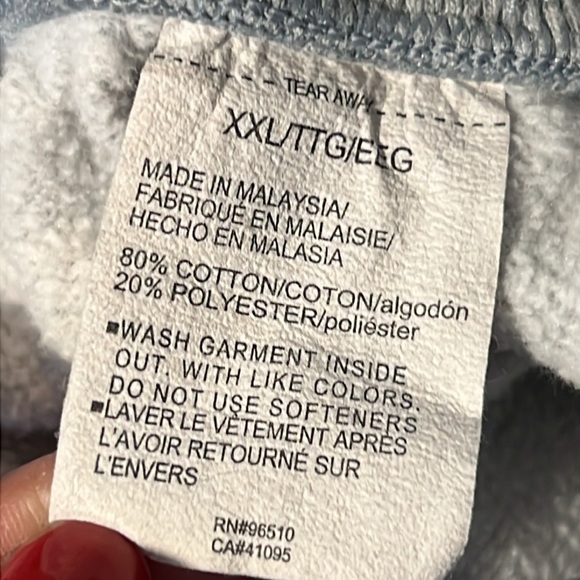 TEAR AWAY
XXL/TTG/EEG
MADE IN MALAYSIA/
FABRIQUÉ EN MALAISIE/
HECHO EN MALASIA
80% COTTON/COTON/algodón
20% POLYESTER/poliéster
■WASH GARMENT INSIDE
OUT, WITH LIKE COLORS.
DO NOT USE SOFTENERS
■LAVER LE VÊTEMENT APRÈS
L'AVOIR RETOURNÉ SUR
L'ENVERS
RN#96510
CA#41095